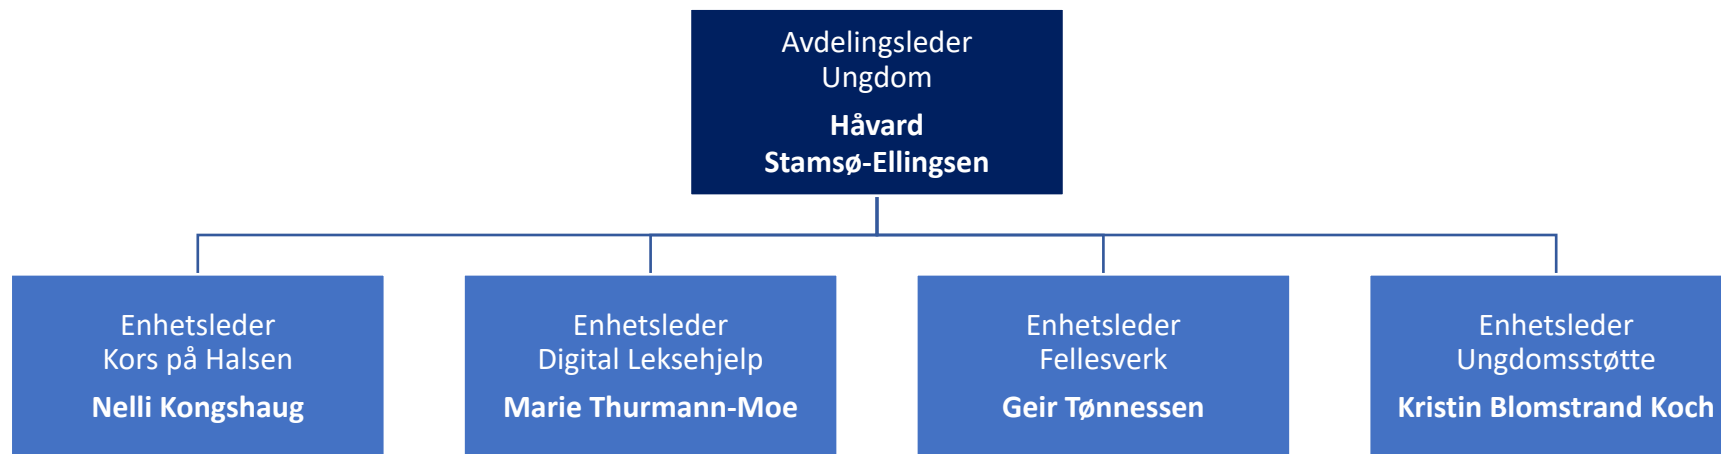 Avdelingsleder
Ungdom
Håvard
Stamsø-Ellingsen
Enhetsleder
Kors på Halsen
Nelli Kongshaug
Enhetsleder
Digital Leksehjelp
Marie Thurmann-Moe
Enhetsleder
Fellesverk
Geir Tønnessen
Enhetsleder
Ungdomsstøtte
Kristin Blomstrand Koch